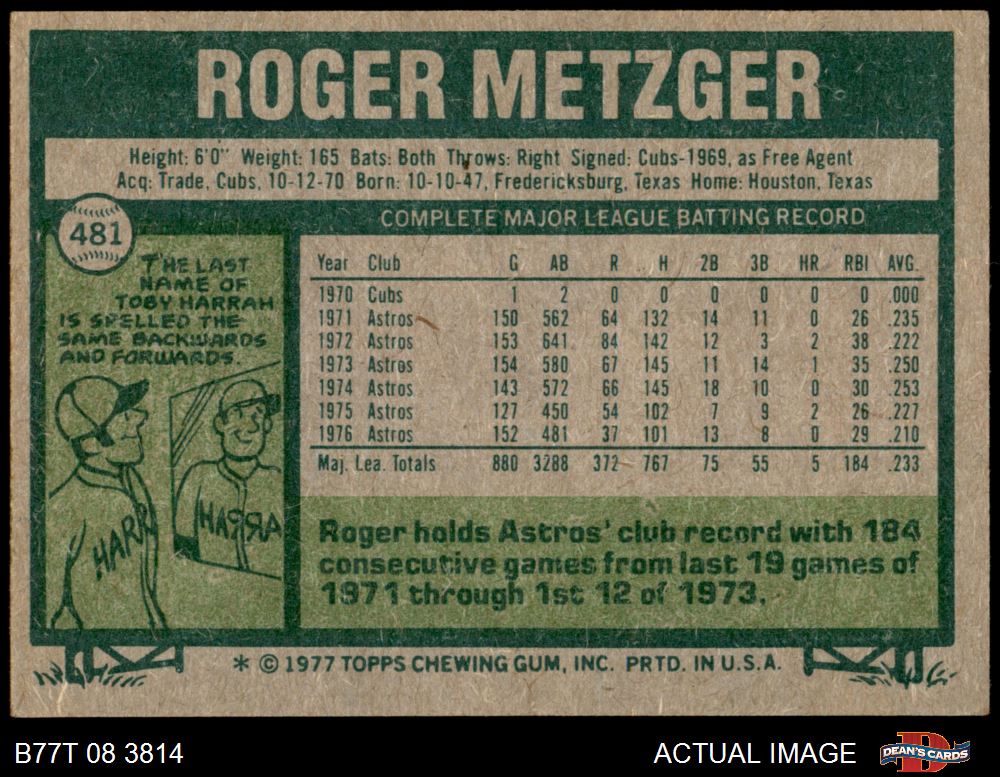 ROGER METZGER
Height: 6'0" Weight: 165 Bats: Both Throws: Right Signed: Cubs-1969, as Free Agent
Acq: Trade, Cubs, 10-12-70 Born: 10-10-47, Fredericksburg, Texas Home: Houston, Texas
481
THE LAST
NAME OF
TOBY HARRAH
IS SPELLED THE
SAME BACKWARDS
AND FORWARDS.
HARR
HARRA
COMPLETE MAJOR LEAGUE BATTING RECORD
Year Club G AB R H 2B 3B HR RBI AVG.
1970 Cubs 1 2 0 0 0 0 0 0 .000
1971 Astros 150 562 64 132 14 11 0 26 .235
1972 Astros 153 641 84 142 12 3 2 38 .222
1973 Astros 154 580 67 145 11 14 1 35 .250
1974 Astros 143 572 66 145 18 10 0 30 .253
1975 Astros 127 450 54 102 7 9 2 26 .227
1976 Astros 152 481 37 101 13 8 0 29 .210
Maj. Lea. Totals 880 3288 372 767 75 55 5 184 .233
Roger holds Astros' club record with 184
consecutive games from last 19 games of
1971 through 1st 12 of 1973.
* © 1977 TOPPS CHEWING GUM, INC. PRTD. IN U.S.A.
B77T 08 3814
ACTUAL IMAGE
DEAN'S CARDS